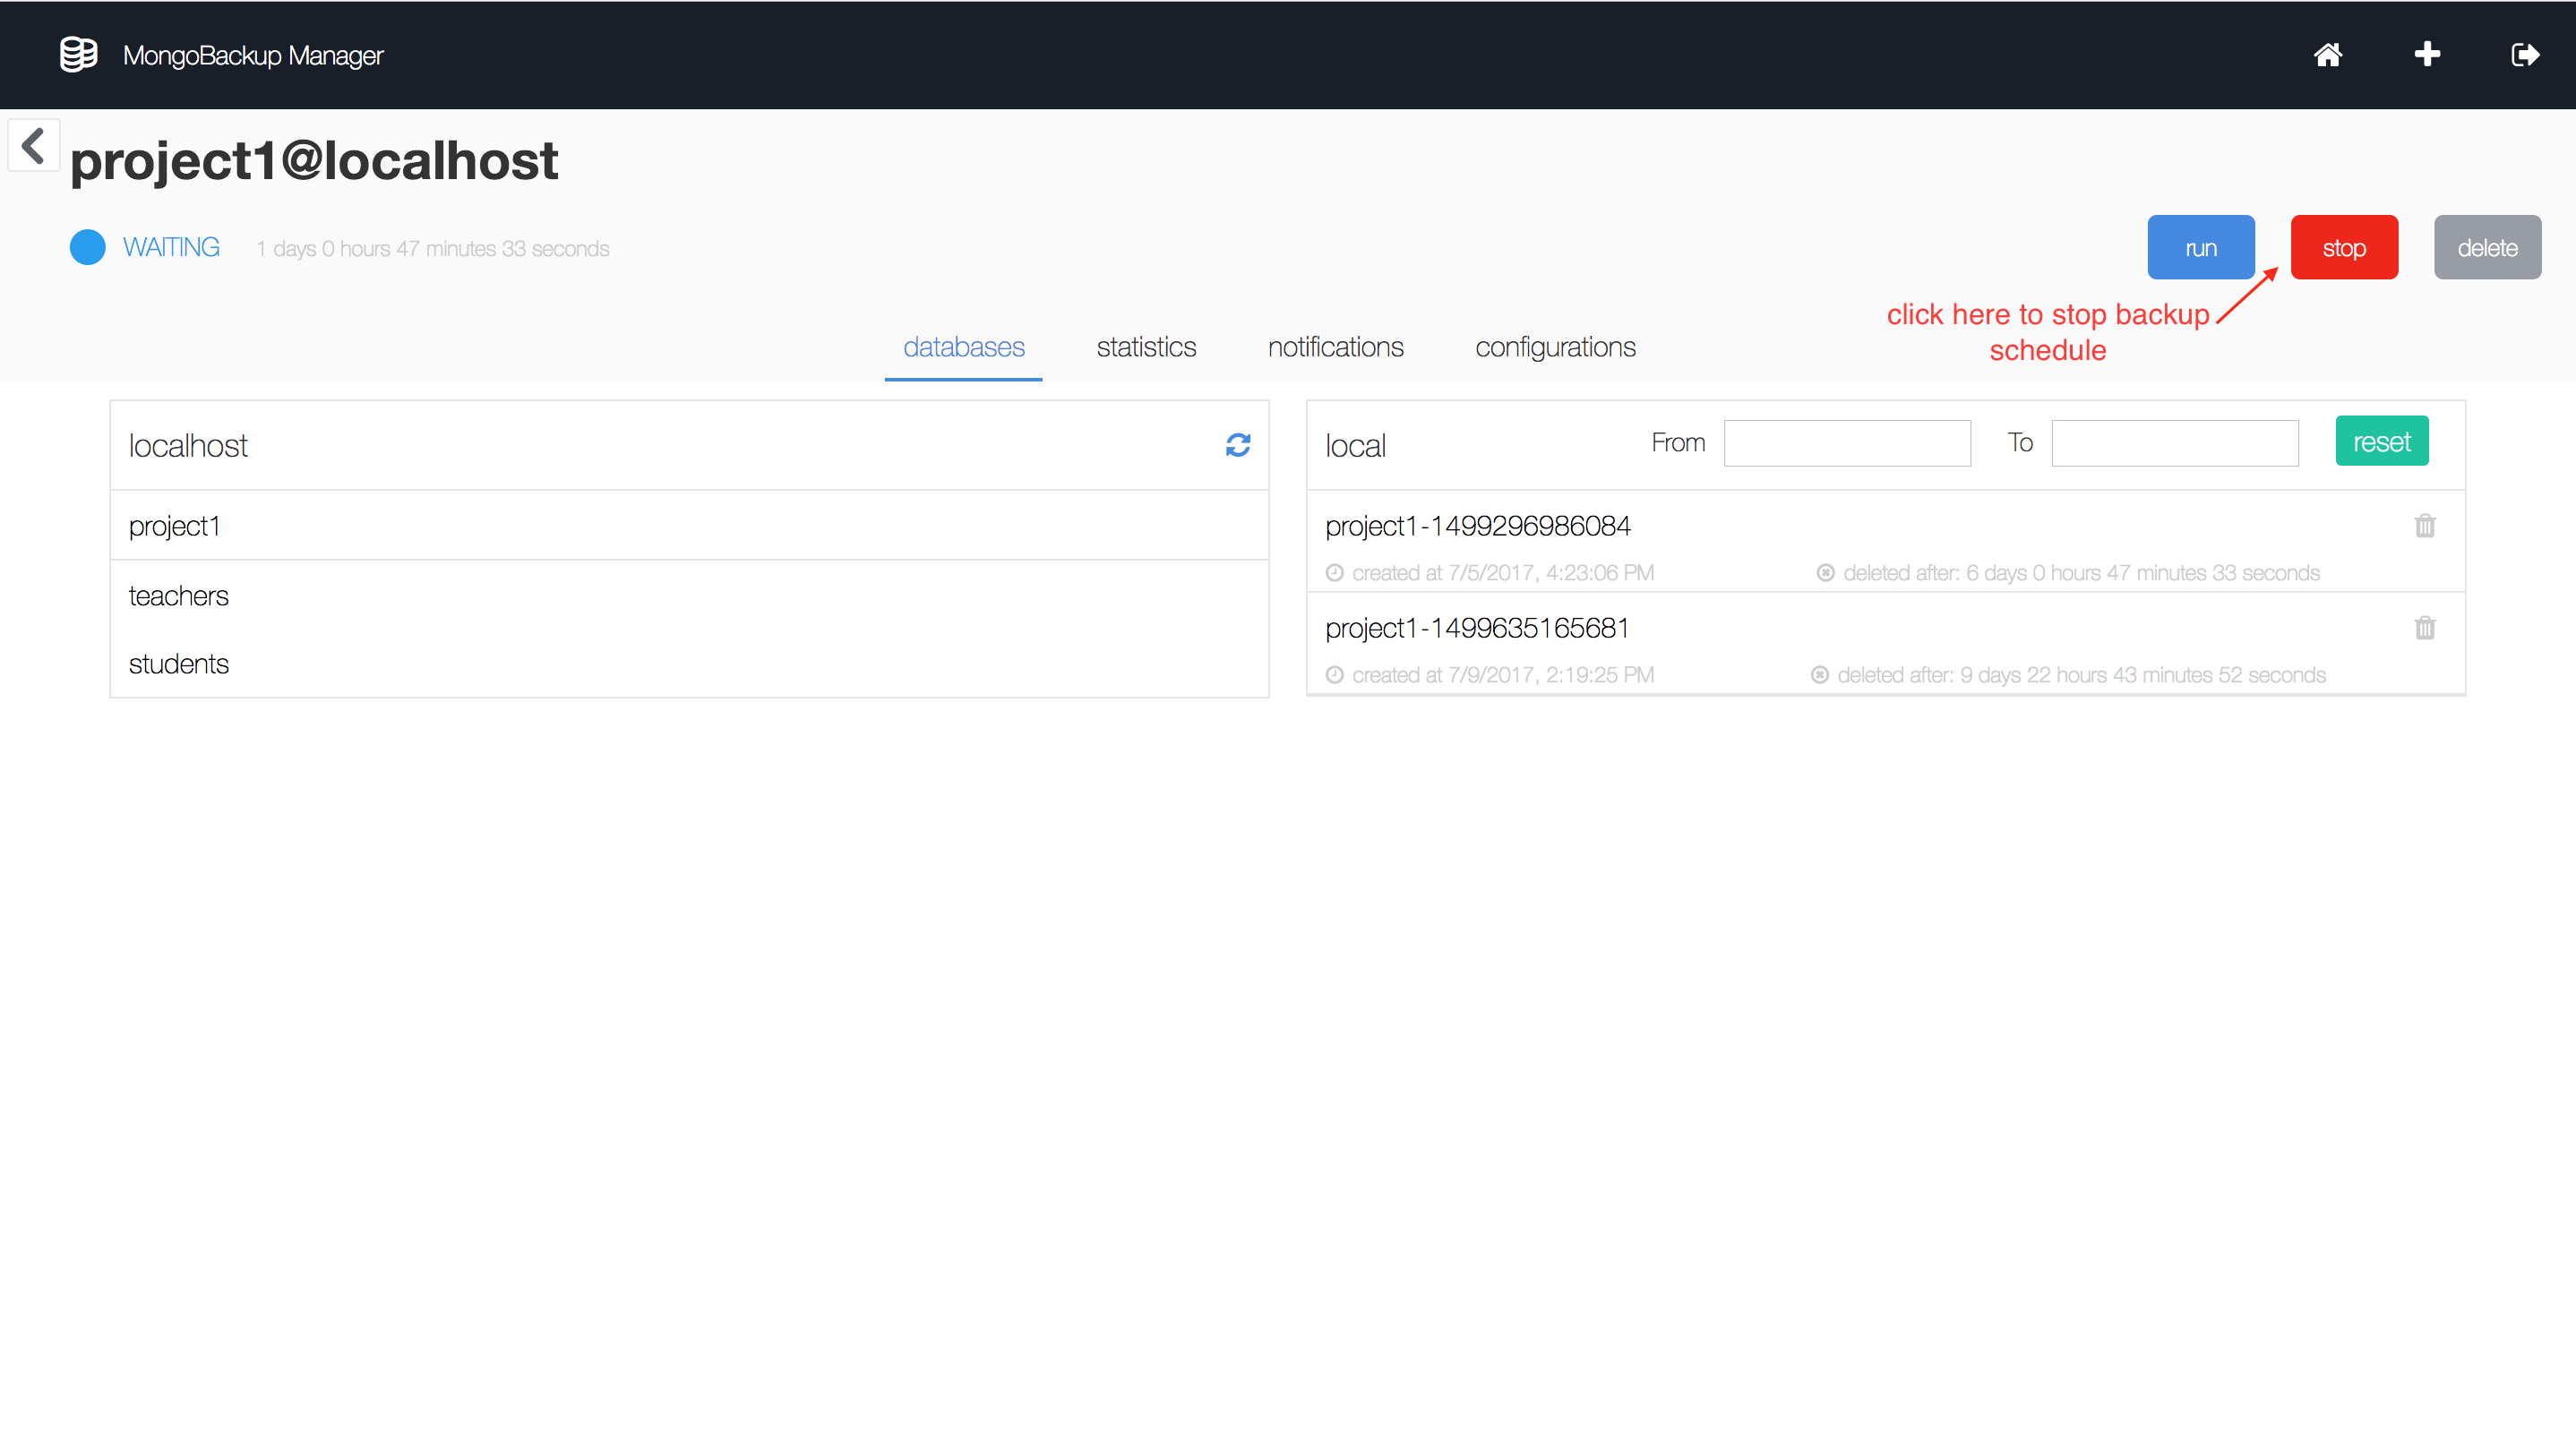 MongoBackup Manager
project1@localhost
WAITING 1 days 0 hours 47 minutes 33 seconds
run stop delete
click here to stop backup
schedule
databases statistics notifications configurations
localhost
project1
teachers
students
local From To reset
project1-1499296986084
created at 7/5/2017, 4:23:06 PM deleted after: 6 days 0 hours 47 minutes 33 seconds
project1-1499635165681
created at 7/9/2017, 2:19:25 PM deleted after: 9 days 22 hours 43 minutes 52 seconds